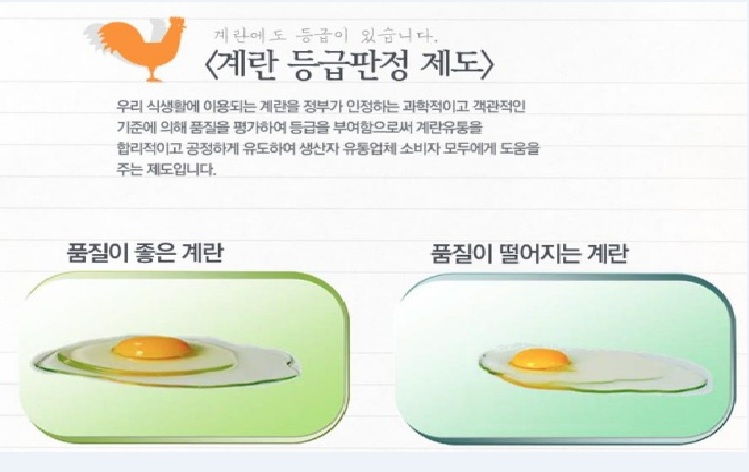 계란에도 등급이 있습니다.
<계란 등급판정 제도>
우리 식생활에 이용되는 계란을 정부가 인정하는 과학적이고 객관적인
기준에 의해 품질을 평가하여 등급을 부여함으로써 계란유통을
합리적이고 공정하게 유도하여 생산자 유통업체 소비자 모두에게 도움을
주는 제도입니다.
품질이 좋은 계란
품질이 떨어지는 계란